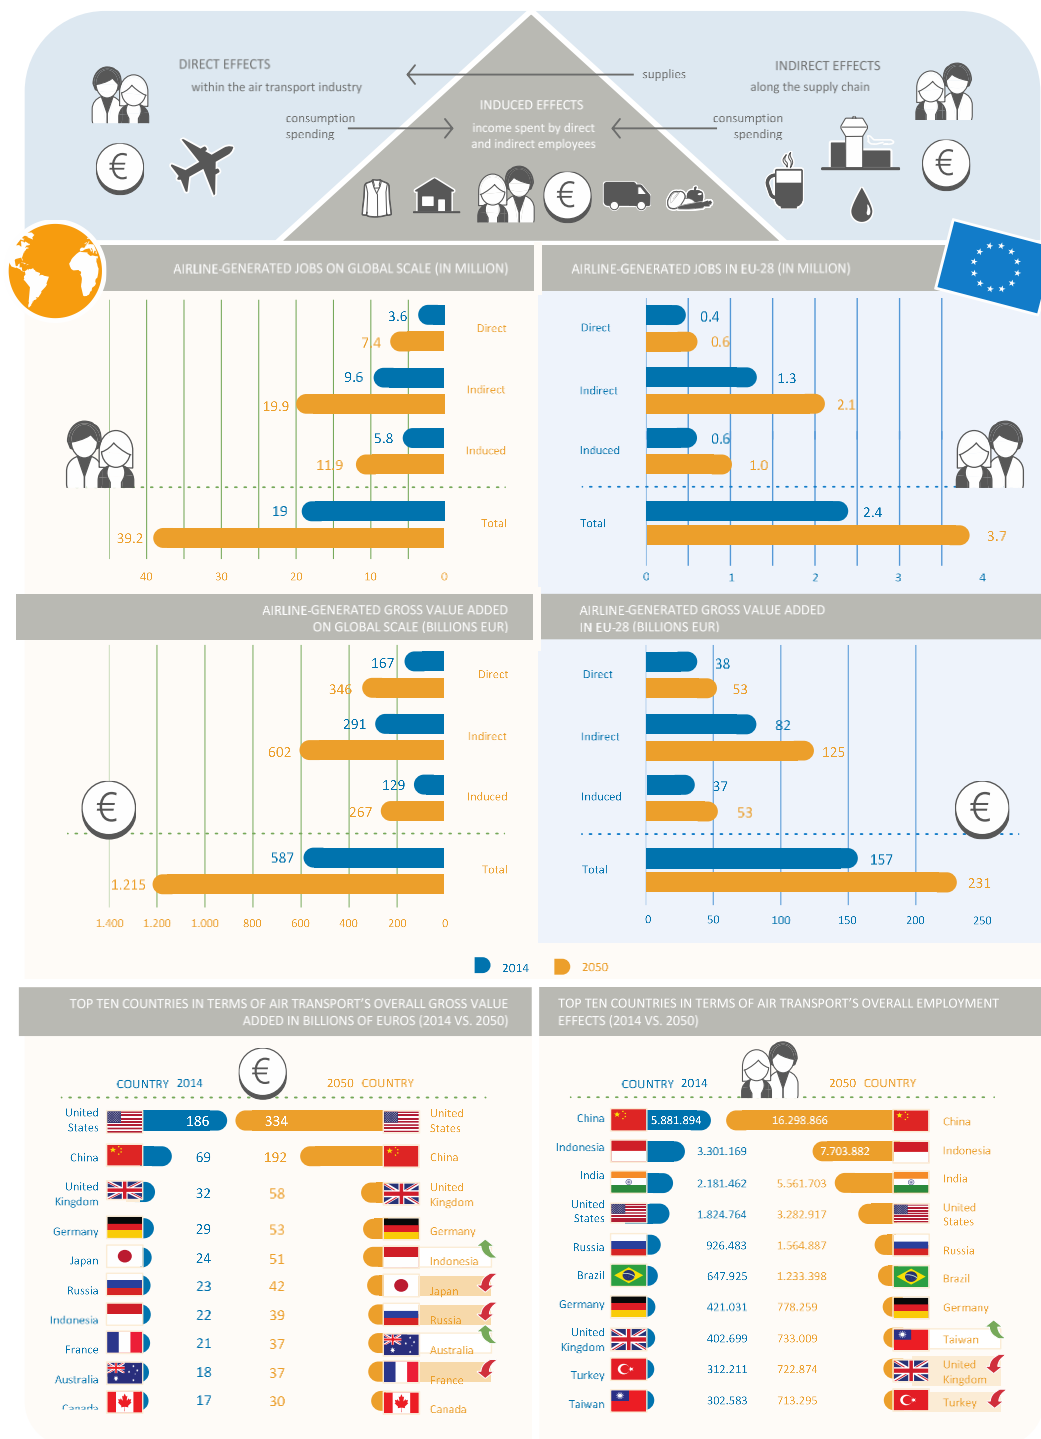 DIRECT EFFECTS
within the air transport industry
supplies
INDIRECT EFFECTS
along the supply chain
consumption
spending
INDUCED EFFECTS
income spent by direct
and indirect employees
consumption
spending
€
€
€
AIRLINE-GENERATED JOBS ON GLOBAL SCALE (IN MILLION)
3.6
7.4
Direct
9.6
19.9
Indirect
5.8
11.9
Induced
19
39.2
Total
40 30 20 10 0
AIRLINE-GENERATED JOBS IN EU-28 (IN MILLION)
Direct
0.4
0.6
Indirect
1.3
2.1
Induced
0.6
1.0
Total
2.4
3.7
0 1 2 3 4
AIRLINE-GENERATED GROSS VALUE ADDED
ON GLOBAL SCALE (BILLIONS EUR)
167
346
Direct
291
602
Indirect
129
267
Induced
€
587
1.215
Total
1.400 1.200 1.000 800 600 400 200 0
AIRLINE-GENERATED GROSS VALUE ADDED
IN EU-28 (BILLIONS EUR)
Direct
38
53
Indirect
82
125
Induced
37
53
€
Total
157
231
0 50 100 150 200 250
2014 2050
TOP TEN COUNTRIES IN TERMS OF AIR TRANSPORT'S OVERALL GROSS VALUE
ADDED IN BILLIONS OF EUROS (2014 VS. 2050)
€
COUNTRY 2014 2050 COUNTRY
United
States 186 334 United
States
China 69 192 China
United
Kingdom 32 58 United
Kingdom
Germany 29 53 Germany
Japan 24 51 Indonesia
Russia 23 42 Japan
Indonesia 22 39 Russia
France 21 37 Australia
Australia 18 37 France
Canada 17 30 Canada
TOP TEN COUNTRIES IN TERMS OF AIR TRANSPORT'S OVERALL EMPLOYMENT
EFFECTS (2014 VS. 2050)
COUNTRY 2014 2050 COUNTRY
China 5.881.894 16.298.866 China
Indonesia 3.301.169 7.703.882 Indonesia
India 2.181.462 5.561.703 India
United
States 1.824.764 3.282.917 United
States
Russia 926.483 1.564.887 Russia
Brazil 647.925 1.233.398 Brazil
Germany 421.031 778.259 Germany
United
Kingdom 402.699 733.009 Taiwan
Turkey 312.211 722.874 United
Kingdom
Taiwan 302.583 713.295 Turkey